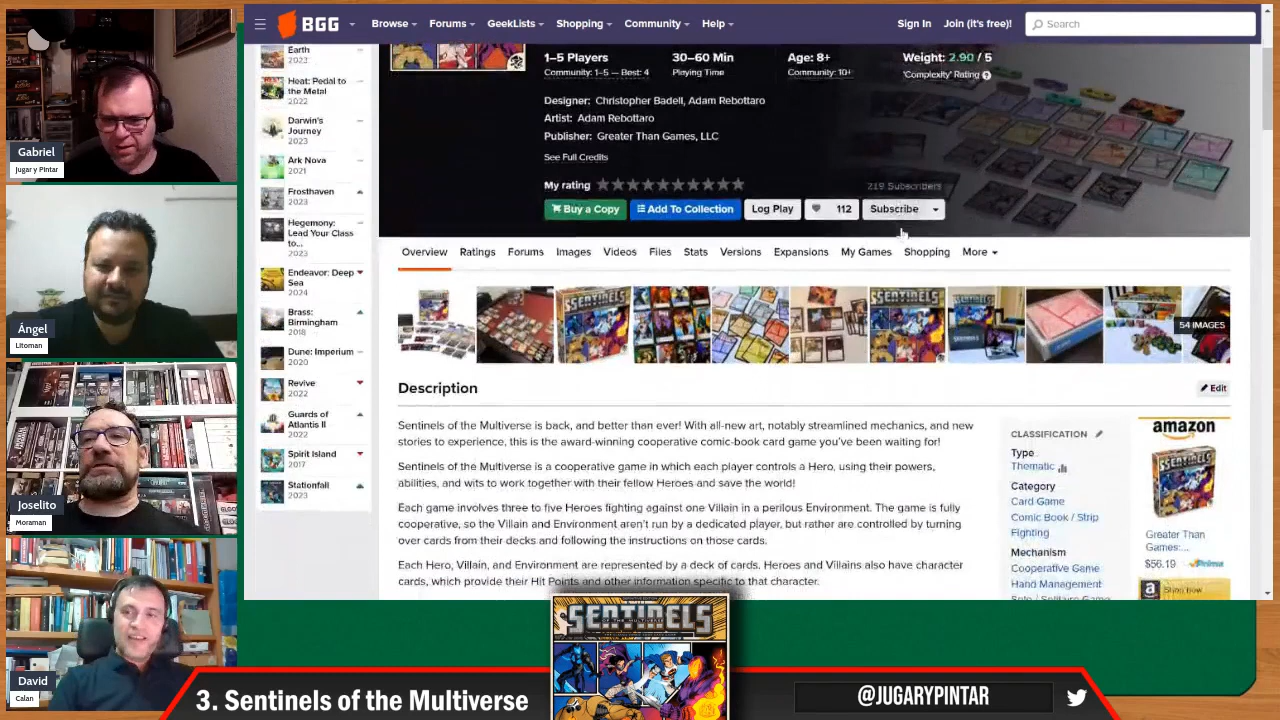 Gabriel
Jugar y Pintar
Ángel
Litoman
Joselito
Moraman
David
Calan
BGG
Browse
Forums
GeekLists
Shopping
Community
Help
Sign In
Join (it's free)!
Search
Earth
2023
Heat: Pedal to
the Metal
2022
Darwin's
Journey
2023
Ark Nova
2021
Frosthaven
2023
Hegemony:
Lead Your Class
to...
2023
Endeavor: Deep
Sea
2024
Brass:
Birmingham
2018
Dune: Imperium
2020
Revive
2022
Guards of
Atlantis II
2022
Spirit Island
2017
Stationfall
2023
1–5 Players
Community: 1–5 — Best: 4
30–60 Min
Playing Time
Age: 8+
Community: 10+
Weight: 2.90 / 5
'Complexity' Rating
Designer: Christopher Badell, Adam Rebottaro
Artist: Adam Rebottaro
Publisher: Greater Than Games, LLC
See Full Credits
My rating
219 Subscribers
Buy a Copy
Add To Collection
Log Play
112
Subscribe
Overview
Ratings
Forums
Images
Videos
Files
Stats
Versions
Expansions
My Games
Shopping
More
54 IMAGES
Description
Edit
Sentinels of the Multiverse is back, and better than ever! With all-new art, notably streamlined mechanics, and new
stories to experience, this is the award-winning cooperative comic-book card game you've been waiting for!
Sentinels of the Multiverse is a cooperative game in which each player controls a Hero, using their powers,
abilities, and wits to work together with their fellow Heroes and save the world!
Each game involves three to five Heroes fighting against one Villain in a perilous Environment. The game is fully
cooperative, so the Villain and Environment aren't run by a dedicated player, but rather are controlled by turning
over cards from their decks and following the instructions on those cards.
Each Hero, Villain, and Environment are represented by a deck of cards. Heroes and Villains also have character
cards, which provide their Hit Points and other information specific to that character.
CLASSIFICATION
Type
Thematic
Category
Card Game
Comic Book / Strip
Fighting
Mechanism
Cooperative Game
Hand Management
Solo / Solitaire Game
amazon
SENTINELS
Greater Than
Games:...
$56.19
Prime
Shop now
SENTINELS
OF THE MULTIVERSE
3. Sentinels of the Multiverse
@JUGARYPINTAR